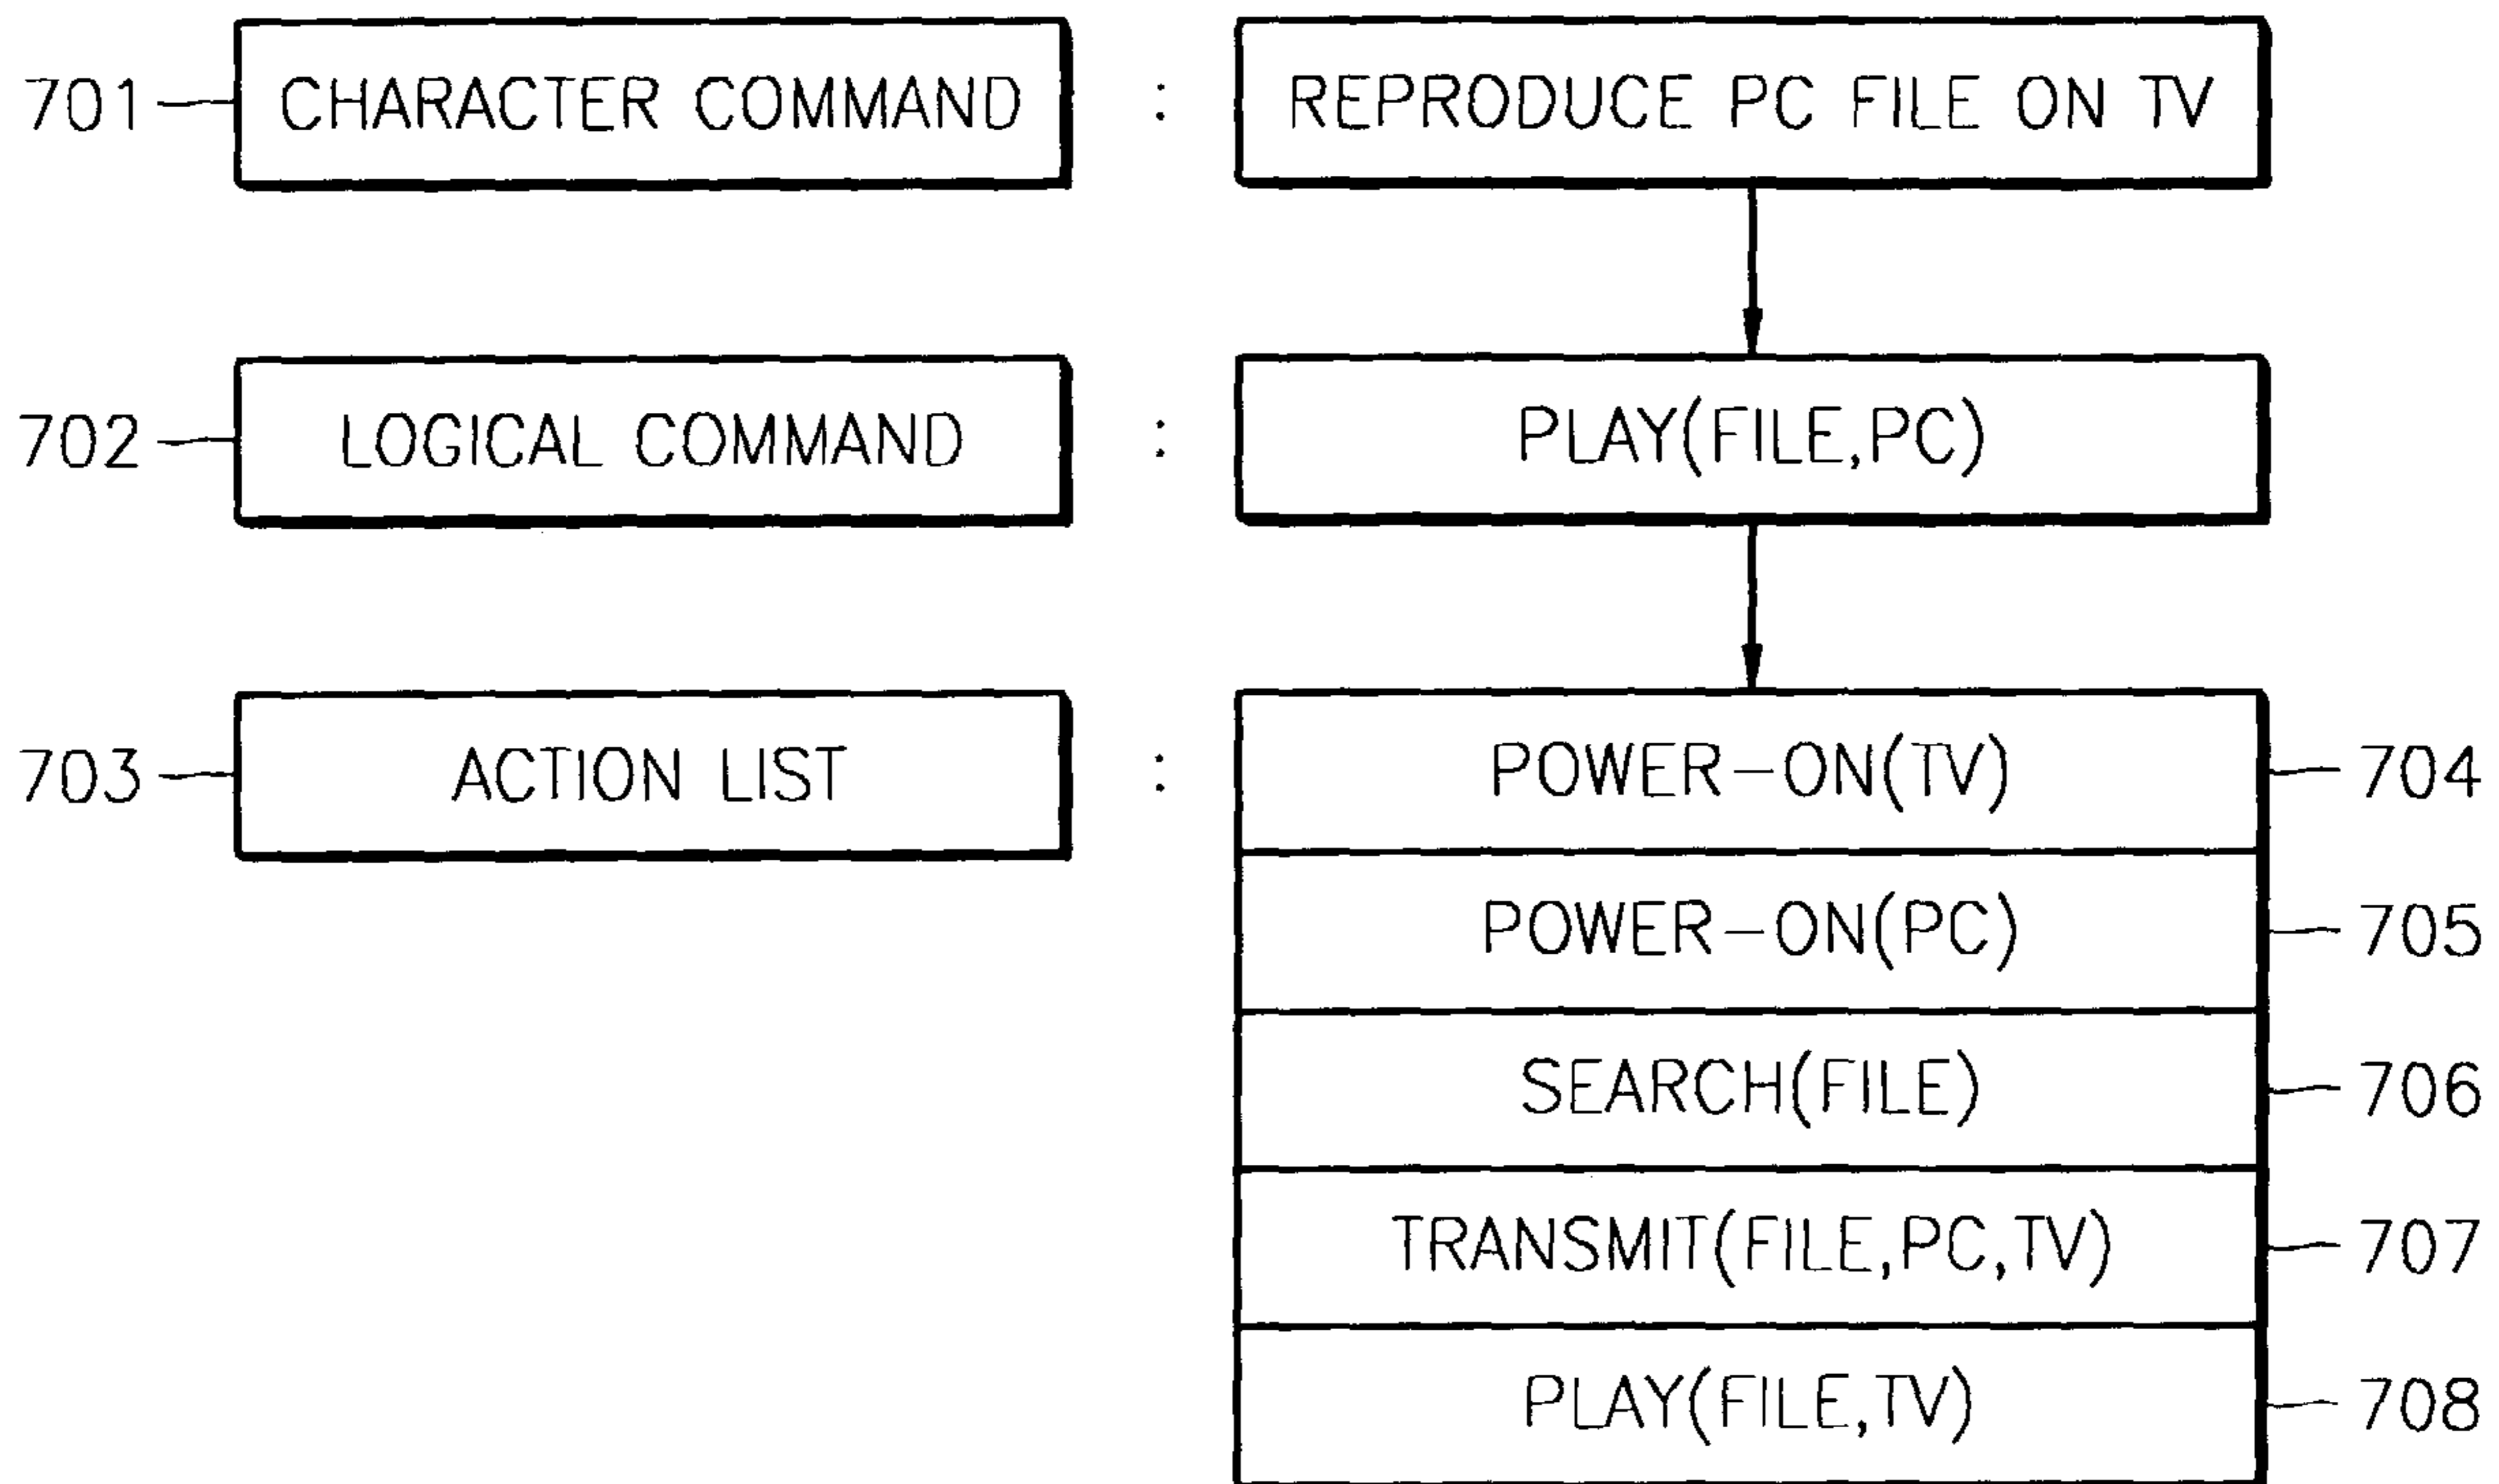 701 CHARACTER COMMAND : REPRODUCE PC FILE ON TV
702 LOGICAL COMMAND : PLAY(FILE,PC)
703 ACTION LIST : POWER-ON(TV) 704
POWER-ON(PC) 705
SEARCH(FILE) 706
TRANSMIT(FILE,PC,TV) 707
PLAY(FILE,TV) 708